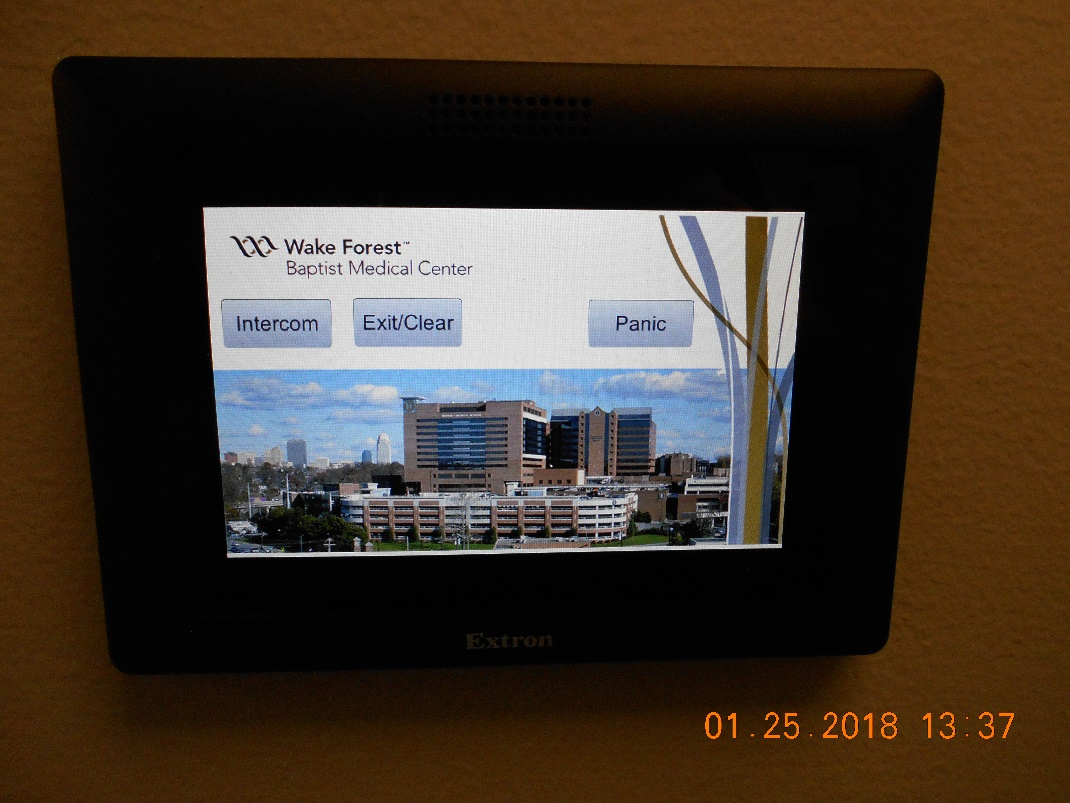 Wake Forest™
Baptist Medical Center
Intercom Exit/Clear Panic
Extron
01.25.2018 13:37